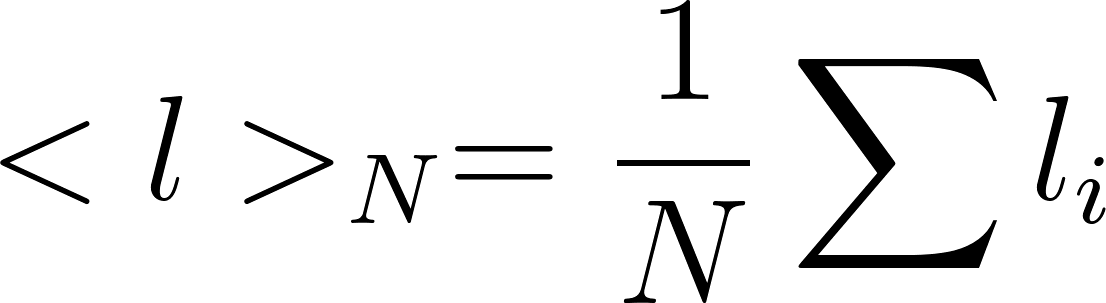 < l >_N = \frac{1}{N} \sum l_i